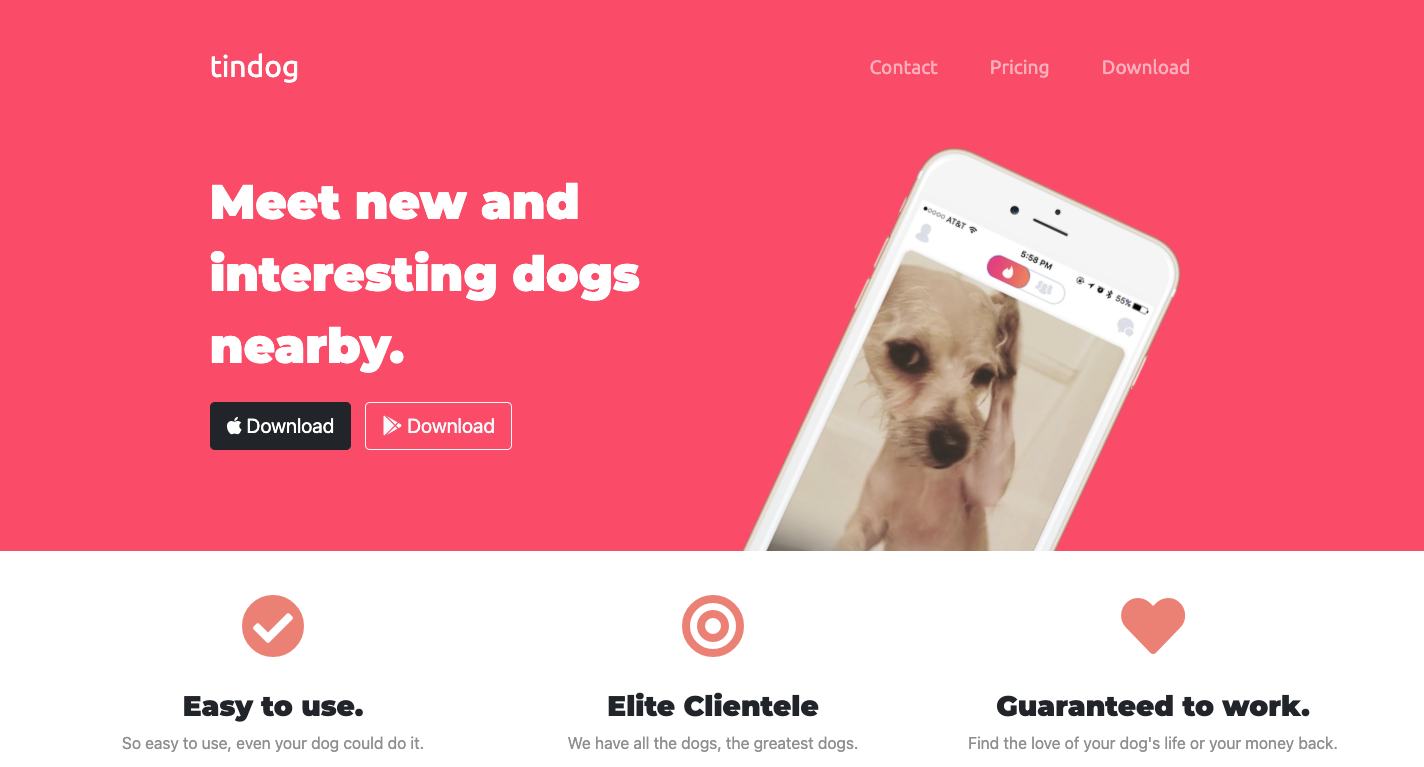 tindog
Contact Pricing Download
Meet new and
interesting dogs
nearby.
Download Download
AT&T
5:58 PM
55%
Easy to use.
Elite Clientele
Guaranteed to work.
So easy to use, even your dog could do it.
We have all the dogs, the greatest dogs.
Find the love of your dog's life or your money back.